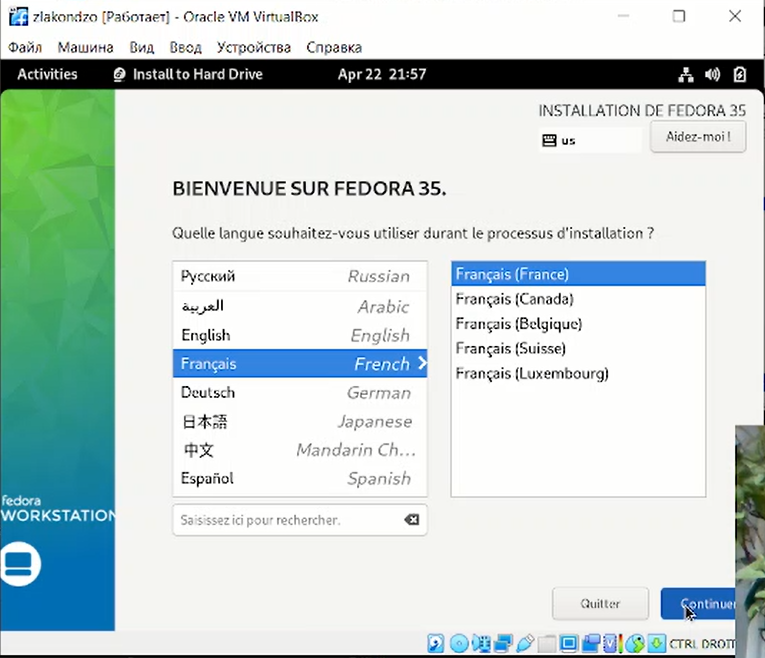 zlakondzo [Работает] - Oracle VM VirtualBox
Файл Машина Вид Ввод Устройства Справка
Activities Install to Hard Drive Apr 22 21:57
INSTALLATION DE FEDORA 35
us Aidez-moi !
BIENVENUE SUR FEDORA 35.
Quelle langue souhaitez-vous utiliser durant le processus d'installation ?
Русский Russian
العربية Arabic
English English
Français French
Deutsch German
日本語 Japanese
中文 Mandarin Ch...
Español Spanish
Français (France)
Français (Canada)
Français (Belgique)
Français (Suisse)
Français (Luxembourg)
Saisissez ici pour rechercher.
fedora
WORKSTATION
Quitter Continuer
CTRL DROIT